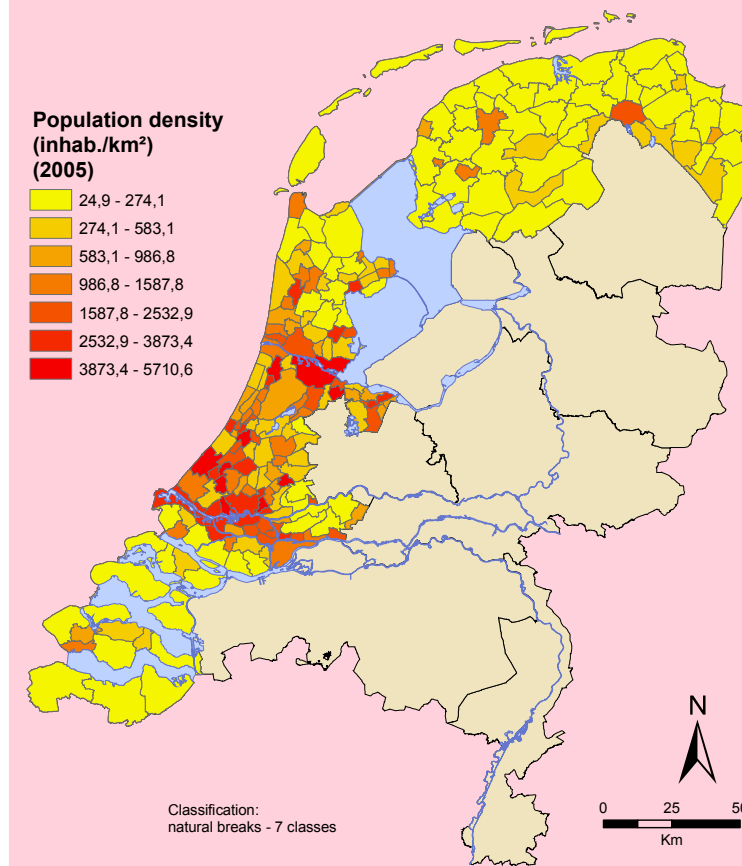 Population density
(inhab./km²)
(2005)
24,9 - 274,1
274,1 - 583,1
583,1 - 986,8
986,8 - 1587,8
1587,8 - 2532,9
2532,9 - 3873,4
3873,4 - 5710,6
N
0 25 50
Km
Classification:
natural breaks - 7 classes